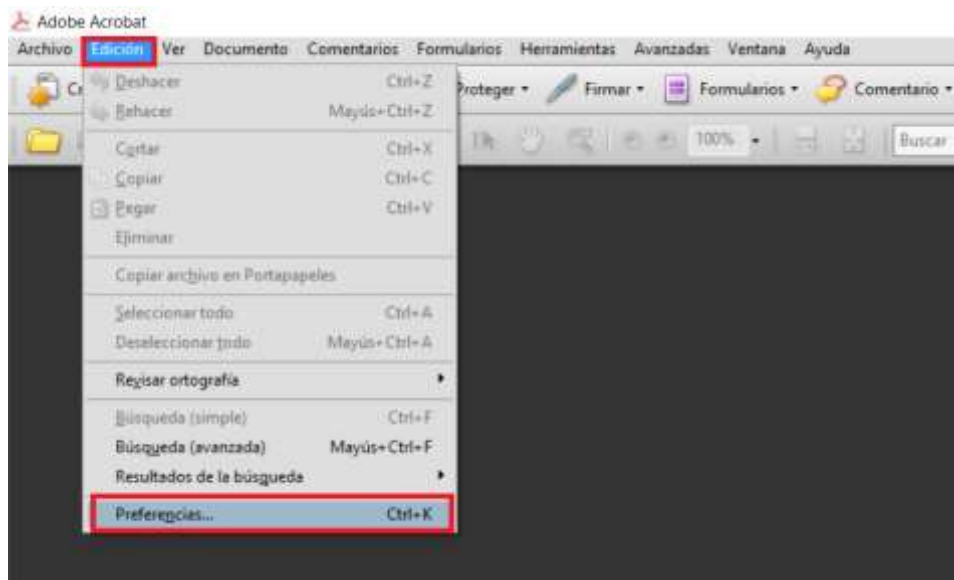 Adobe Acrobat
Archivo Edición Ver Documento Comentarios Formularios Herramientas Avanzadas Ventana Ayuda
Proteger Firmar Formularios Comentario
Deshacer Ctrl+Z
Rehacer Mayús+Ctrl+Z
100% Buscar
Cortar Ctrl+X
Copiar Ctrl+C
Pegar Ctrl+V
Eliminar
Copiar archivo en Portapapeles
Seleccionar todo Ctrl+A
Deseleccionar todo Mayús+Ctrl+A
Revisar ortografía
Búsqueda (simple) Ctrl+F
Búsqueda (avanzada) Mayús+Ctrl+F
Resultados de la búsqueda
Preferencias... Ctrl+K